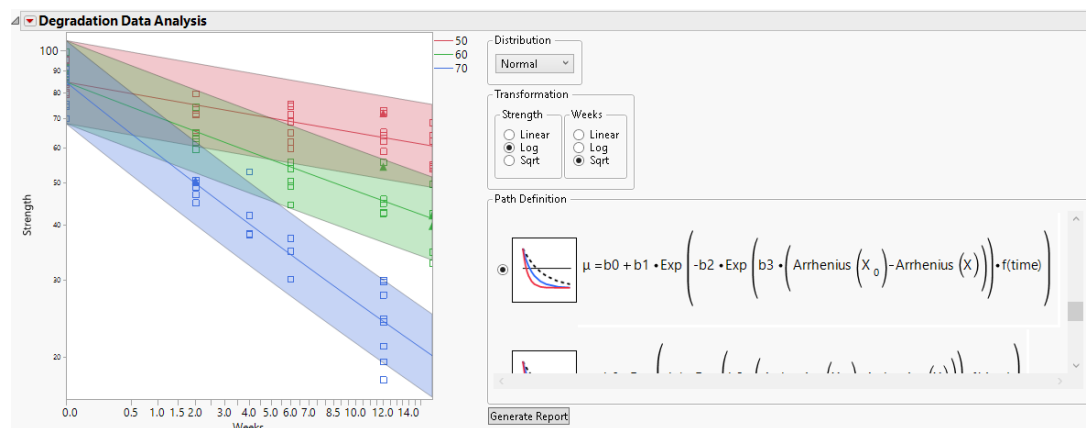 Degradation Data Analysis
100
90
80
70
60
50
40
30
20
Strength
0.0 0.5 1.0 1.5 2.0 3.0 4.0 5.0 6.0 7.0 8.0 10.0 12.0 14.0
Weeks
50
60
70
Distribution
Normal
Transformation
Strength
Linear
Log
Sqrt
Weeks
Linear
Log
Sqrt
Path Definition
μ = b0 + b1 • Exp (-b2 • Exp (b3 • (Arrhenius (X₀) - Arrhenius (X))) • f(time))
Generate Report